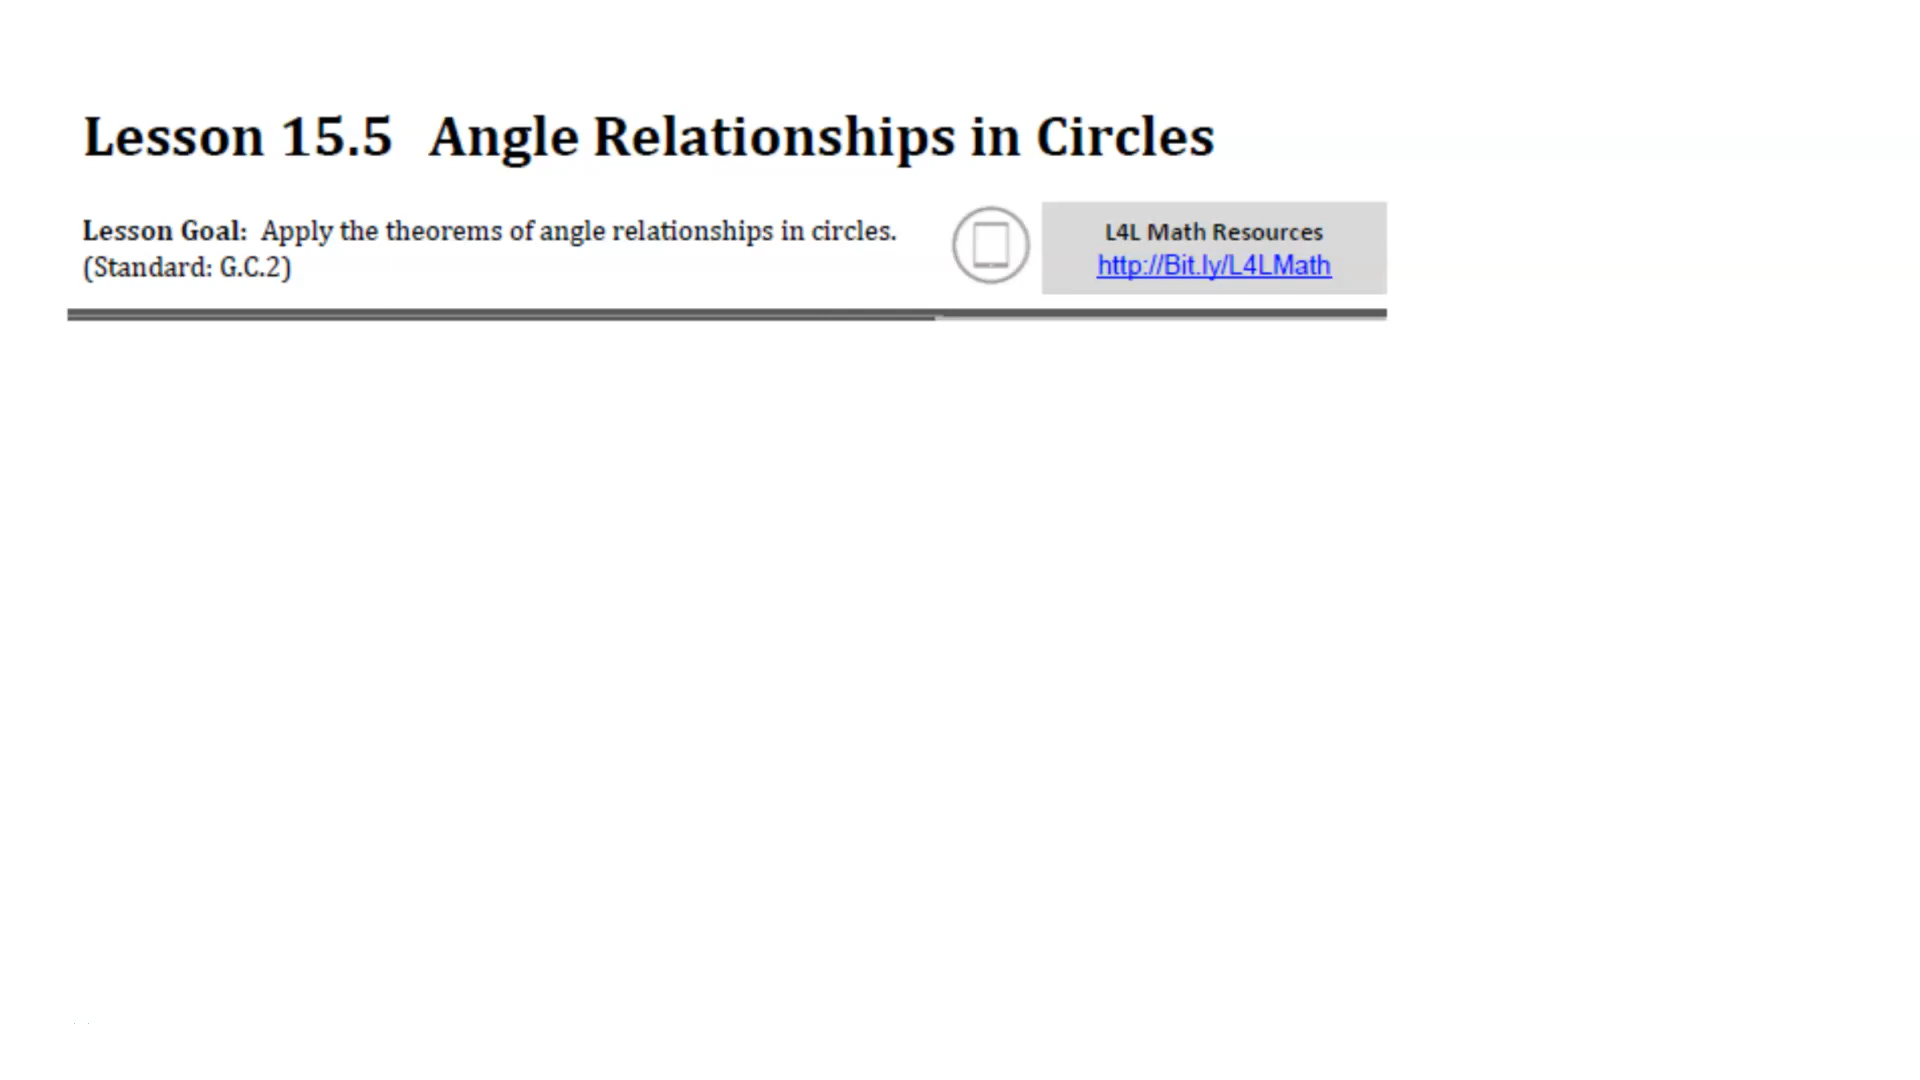 Lesson 15.5 Angle Relationships in Circles
Lesson Goal: Apply the theorems of angle relationships in circles.
(Standard: G.C.2)
L4L Math Resources
http://Bit.ly/L4LMath